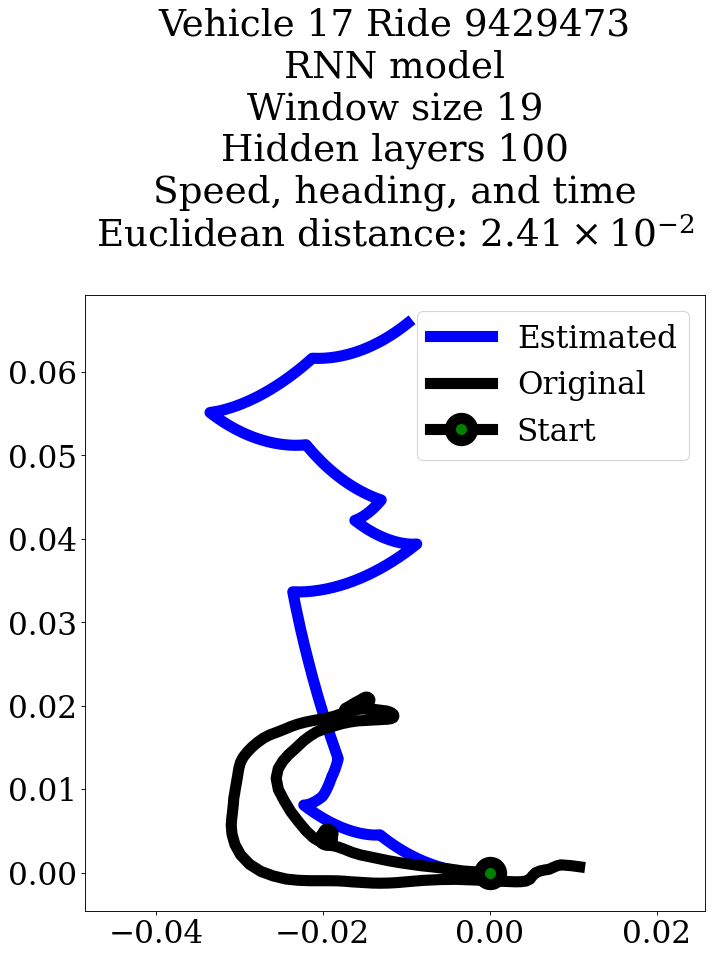 Vehicle 17 Ride 9429473
RNN model
Window size 19
Hidden layers 100
Speed, heading, and time
Euclidean distance: 2.41 × 10⁻²
Estimated
Original
Start
0.06
0.05
0.04
0.03
0.02
0.01
0.00
−0.04 −0.02 0.00 0.02